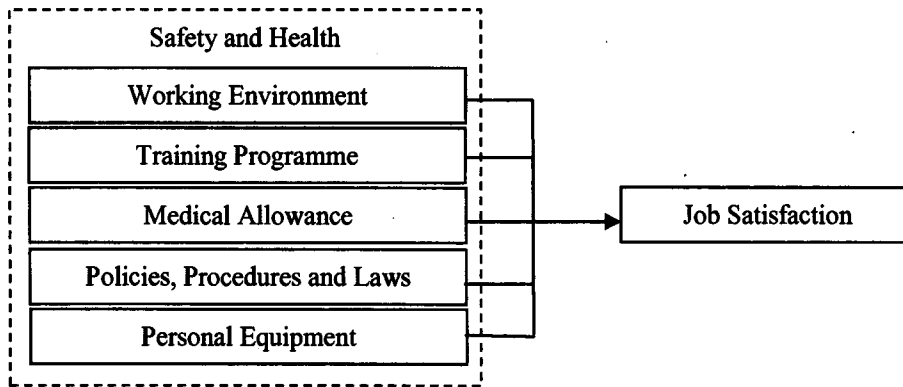 Safety and Health
Working Environment
Training Programme
Medical Allowance
Policies, Procedures and Laws
Personal Equipment
Job Satisfaction